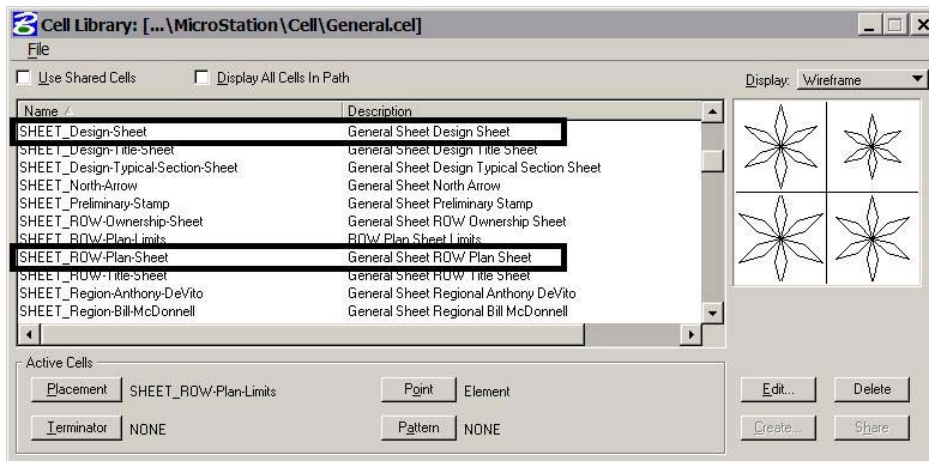 Cell Library: [...\MicroStation\Cell\General.cel]
File
Use Shared Cells Display All Cells In Path Display: Wireframe
Name Description
SHEET_Design-Sheet General Sheet Design Sheet
SHEET_Design-Title-Sheet General Sheet Design Title Sheet
SHEET_Design-Typical-Section-Sheet General Sheet Design Typical Section Sheet
SHEET_North-Arrow General Sheet North Arrow
SHEET_Preliminary-Stamp General Sheet Preliminary Stamp
SHEET_ROW-Ownership-Sheet General Sheet ROW Ownership Sheet
SHEET_ROW-Plan-Limits ROW Plan Sheet Limits
SHEET_ROW-Plan-Sheet General Sheet ROW Plan Sheet
SHEET_ROW-Title-Sheet General Sheet ROW Title Sheet
SHEET_Region-Anthony-DeVito General Sheet Regional Anthony DeVito
SHEET_Region-Bill-McDonnell General Sheet Regional Bill McDonnell
Active Cells
Placement SHEET_ROW-Plan-Limits Point Element Edit... Delete
Terminator NONE Pattern NONE Create... Share